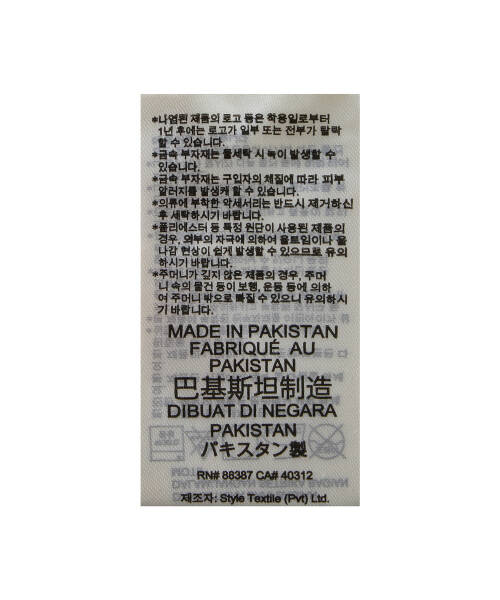 *나염된 제품의 로고 등은 착용일로부터
1년 후에는 로고가 일부 또는 전부가 탈락
할 수 있습니다.
*금속 부자재는 물세탁 시 녹이 발생할 수
있습니다.
*금속 부자재는 구입자의 체질에 따라 피부
알러지를 발생케 할 수 있습니다.
*의류에 부착한 악세서리는 반드시 제거하신
후 세탁하시기 바랍니다.
*폴리에스터 등 특정 원단이 사용된 제품의
경우, 외부의 자극에 의하여 올트임이나 올
나감 현상이 쉽게 발생할 수 있으므로 유의
하시기 바랍니다.
*주머니가 깊지 않은 제품의 경우, 주머
니 속의 물건 등이 보행, 운동 등에 의하
여 주머니 밖으로 빠질 수 있으니 유의하시
기 바랍니다.
MADE IN PAKISTAN
FABRIQUÉ AU
PAKISTAN
巴基斯坦制造
DIBUAT DI NEGARA
PAKISTAN
パキスタン製
RN# 88387 CA# 40312
제조자: Style Textile (Pvt) Ltd.